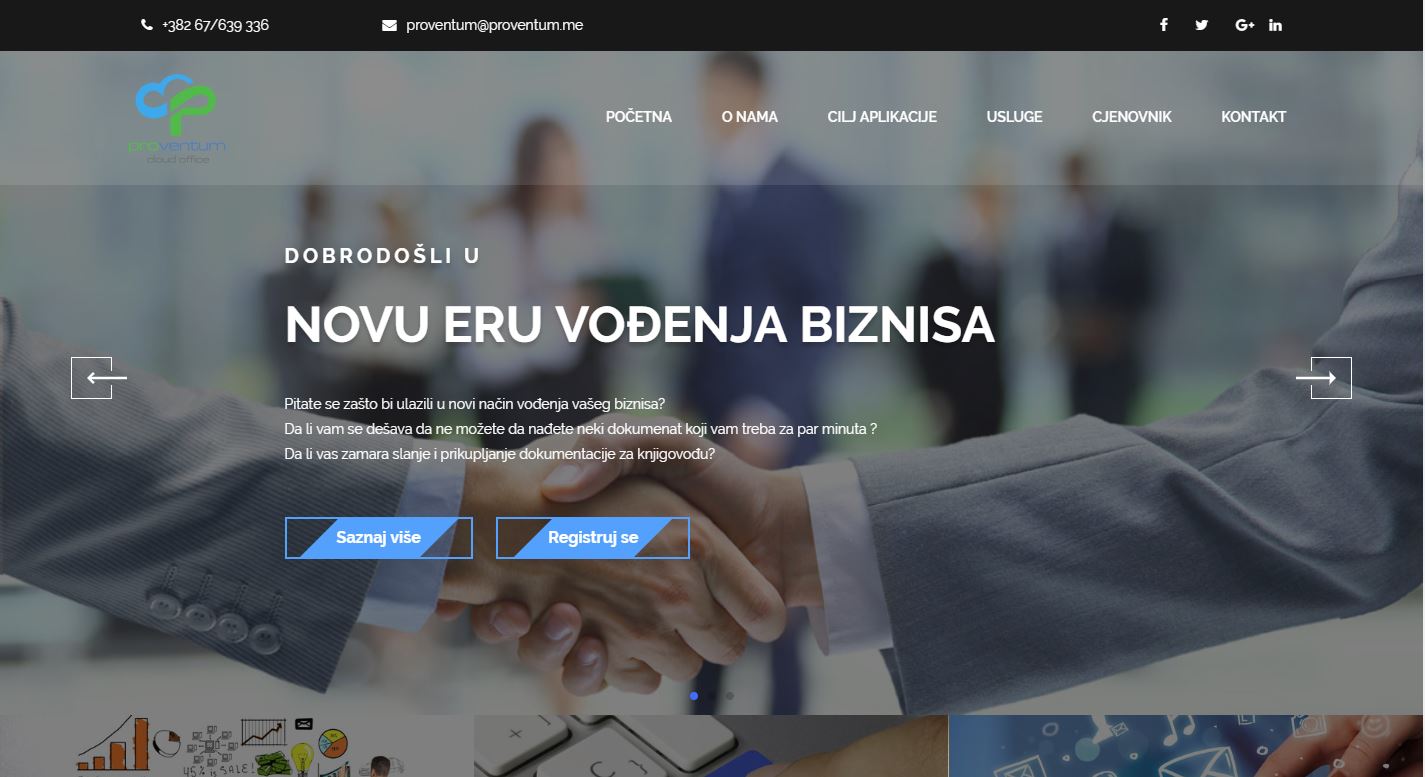 +382 67/639 336
proventum@proventum.me
G+
in
proventum
cloud office
POČETNA
O NAMA
CILJ APLIKACIJE
USLUGE
CJENOVNIK
KONTAKT
DOBRODOŠLI U
NOVU ERU VOĐENJA BIZNISA
Pitate se zašto bi ulazili u novi način vođenja vašeg biznisa?
Da li vam se dešava da ne možete da nađete neki dokumenat koji vam treba za par minuta ?
Da li vas zamara slanje i prikupljanje dokumentacije za knjigovođu?
Saznaj više
Registruj se
45% is SALE!